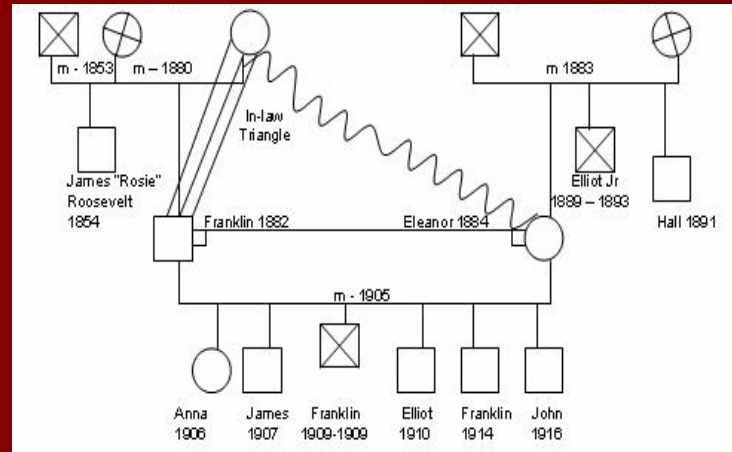 m - 1853
m – 1880
m 1883
In-law
Triangle
James "Rosie"
Roosevelt
1854
Elliot Jr
1889 – 1893
Hall 1891
Franklin 1882
Eleanor 1884
m - 1905
Anna
1906
James
1907
Franklin
1909-1909
Elliot
1910
Franklin
1914
John
1916